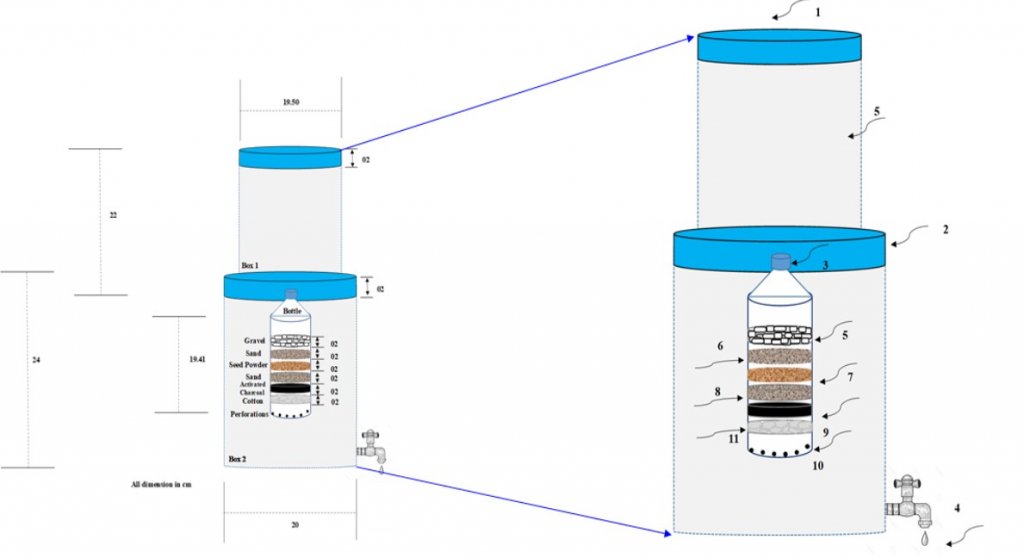 19.50
02
22
Box 1
02
Bottle
Gravel
02
Sand
02
Seed Powder
02
Sand
02
Activated
Charcoal
02
Cotton
02
Perforations
19.41
24
Box 2
All dimension in cm
20
1
5
2
3
5
6
7
8
9
11
10
4